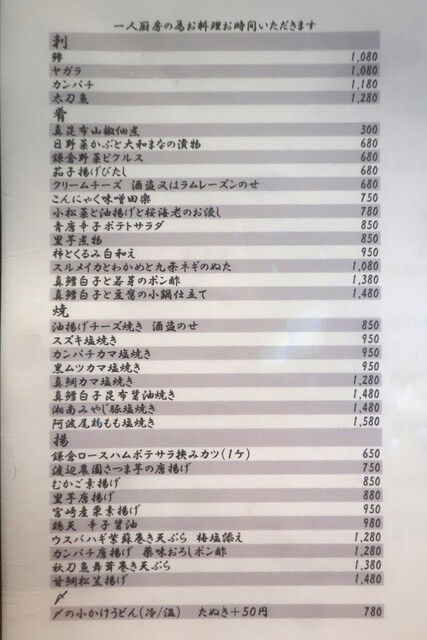 一人厨房の為お料理お時間いただきます
刺
鯵 1,080
ヤガラ 1,080
カンパチ 1,180
太刀魚 1,280
肴
真昆布山椒佃煮 300
日野菜かぶと大和まなの漬物 680
鎌倉野菜ピクルス 680
茄子揚げびたし 680
クリームチーズ 酒盗又はラムレーズンのせ 680
こんにゃく味噌田楽 750
小松菜と油揚げと桜海老のお浸し 780
青唐辛子ポテトサラダ 850
里芋煮物 850
柿とくるみ白和え 950
スルメイカとわかめと九条ネギのぬた 1,080
真鱈白子と若芽のポン酢 1,380
真鱈白子と豆腐の小鍋仕立て 1,480
焼
油揚げチーズ焼き 酒盗のせ 850
スズキ塩焼き 950
カンパチカマ塩焼き 950
黒ムツカマ塩焼き 950
真鯛カマ塩焼き 1,280
真鱈白子昆布醤油焼き 1,480
湘南みやじ豚塩焼き 1,480
阿波尾鶏もも塩焼き 1,580
揚
鎌倉ロースハムポテサラ挟みカツ(1ケ) 650
渡辺農園さつま芋の唐揚げ 750
むかご素揚げ 850
里芋唐揚げ 880
宮崎産栗素揚げ 950
鶏天 辛子醤油 980
ウスバハギ紫蘇巻き天ぷら 梅塩添え 1,280
カンパチ唐揚げ 薬味おろしポン酢 1,280
秋刀魚舞茸巻き天ぷら 1,380
甘鯛松笠揚げ 1,480
〆
〆の小かけうどん(冷/温) たぬき+50円 780